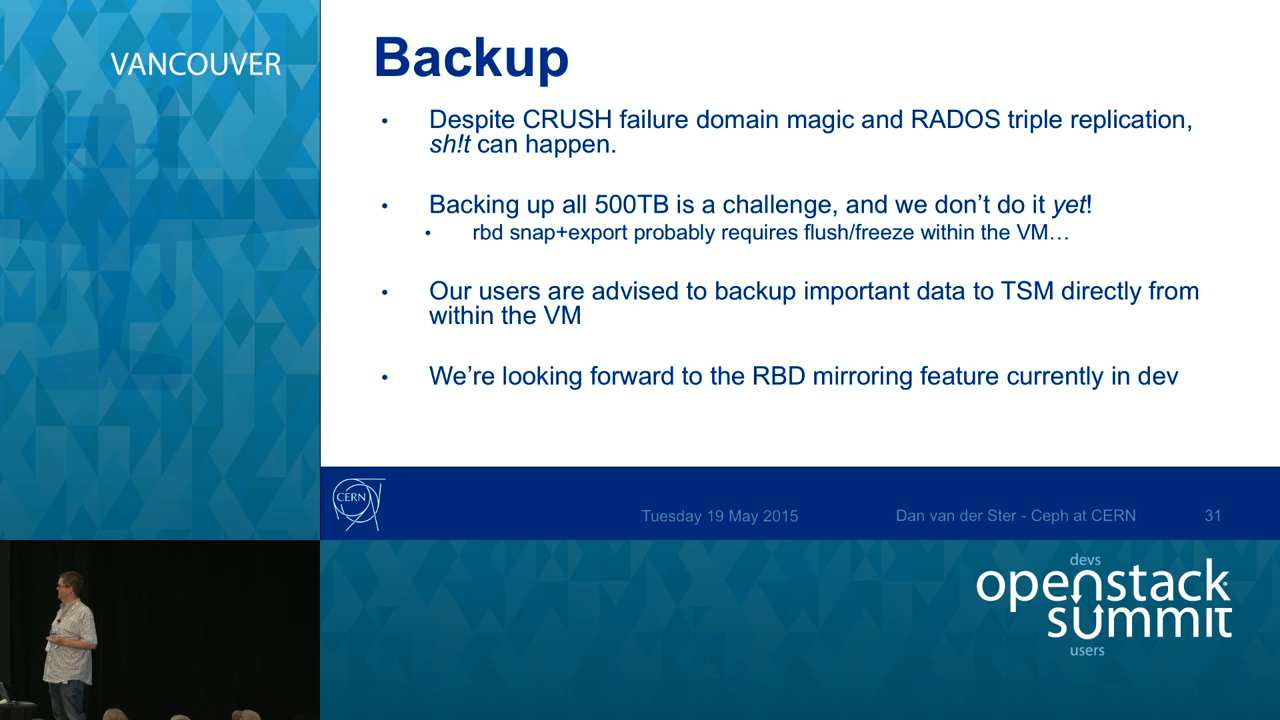 VANCOUVER
Backup
• Despite CRUSH failure domain magic and RADOS triple replication,
sh!t can happen.
• Backing up all 500TB is a challenge, and we don’t do it yet!
• rbd snap+export probably requires flush/freeze within the VM…
• Our users are advised to backup important data to TSM directly from
within the VM
• We’re looking forward to the RBD mirroring feature currently in dev
CERN
Tuesday 19 May 2015 Dan van der Ster - Ceph at CERN 31
devs
openstack
summit
users